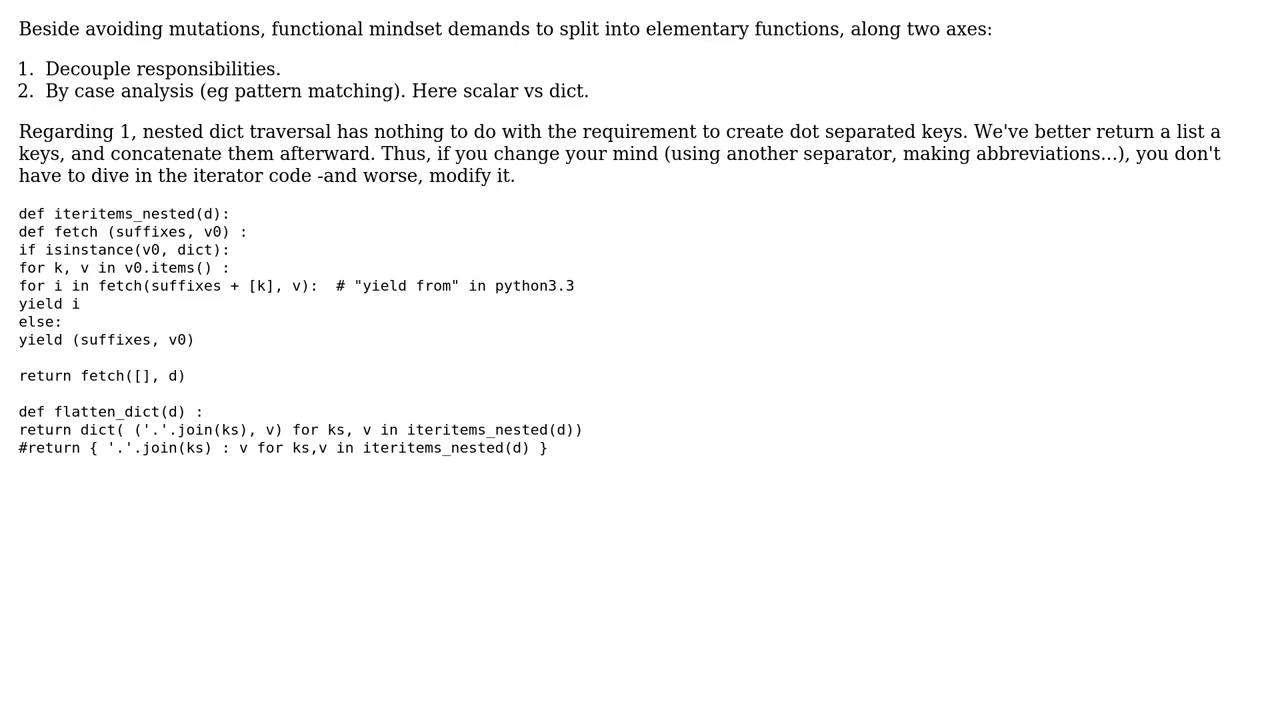 Beside avoiding mutations, functional mindset demands to split into elementary functions, along two axes:
1. Decouple responsibilities.
2. By case analysis (eg pattern matching). Here scalar vs dict.
Regarding 1, nested dict traversal has nothing to do with the requirement to create dot separated keys. We've better return a list a
keys, and concatenate them afterward. Thus, if you change your mind (using another separator, making abbreviations...), you don't
have to dive in the iterator code -and worse, modify it.
def iteritems_nested(d):
def fetch (suffixes, v0) :
if isinstance(v0, dict):
for k, v in v0.items() :
for i in fetch(suffixes + [k], v):  # "yield from" in python3.3
yield i
else:
yield (suffixes, v0)
return fetch([], d)
def flatten_dict(d) :
return dict( ('.'.join(ks), v) for ks, v in iteritems_nested(d))
#return { '.'.join(ks) : v for ks,v in iteritems_nested(d) }